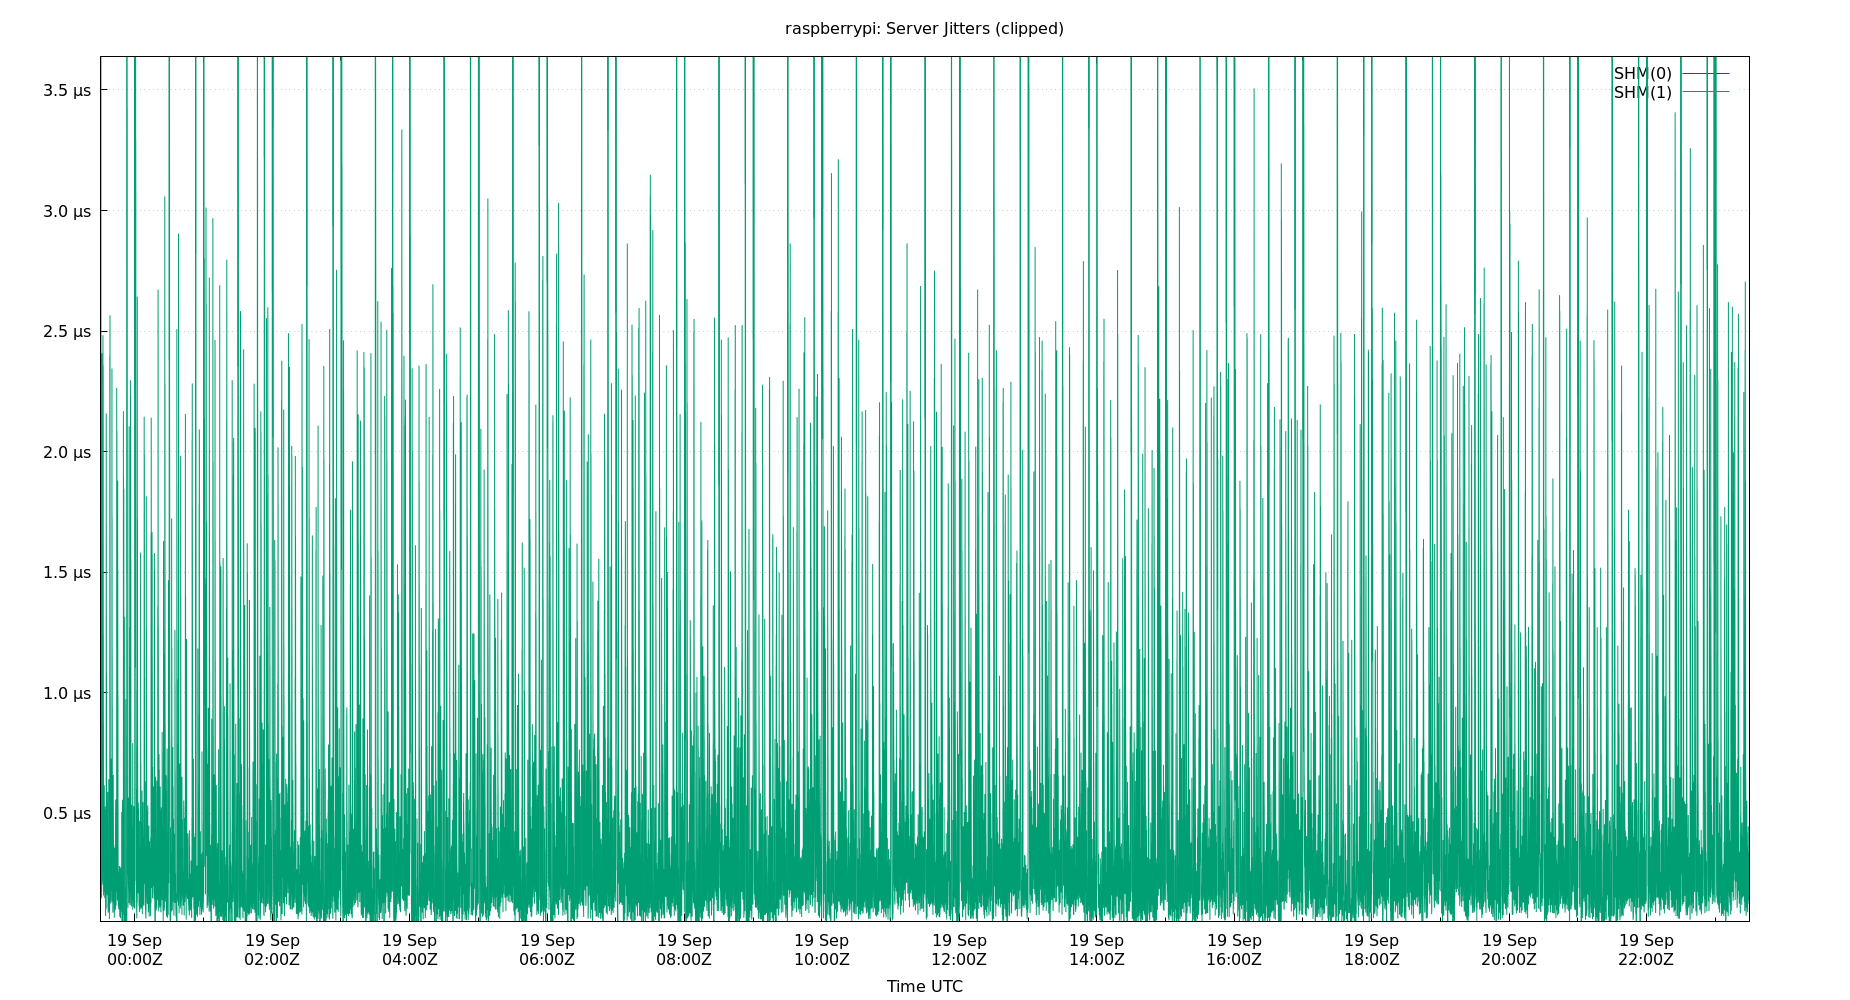 raspberrypi: Server Jitters (clipped)
SHM(0)
SHM(1)
3.5 µs
3.0 µs
2.5 µs
2.0 µs
1.5 µs
1.0 µs
0.5 µs
19 Sep 19 Sep 19 Sep 19 Sep 19 Sep 19 Sep 19 Sep 19 Sep 19 Sep 19 Sep 19 Sep 19 Sep
00:00Z 02:00Z 04:00Z 06:00Z 08:00Z 10:00Z 12:00Z 14:00Z 16:00Z 18:00Z 20:00Z 22:00Z
Time UTC